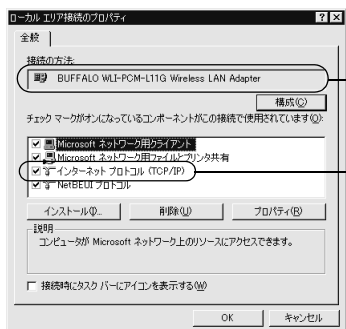 ローカル エリア接続のプロパティ
全般
接続の方法:
BUFFALO WLI-PCM-L11G Wireless LAN Adapter
構成(C)
チェック マークがオンになっているコンポーネントがこの接続で使用されています(O):
Microsoft ネットワーク用クライアント
Microsoft ネットワーク用ファイルとプリンタ共有
インターネット プロトコル (TCP/IP)
NetBEUI プロトコル
インストール(I)... 削除(U) プロパティ(R)
説明
コンピュータが Microsoft ネットワーク上のリソースにアクセスできます。
接続時にタスク バーにアイコンを表示する(W)
OK キャンセル